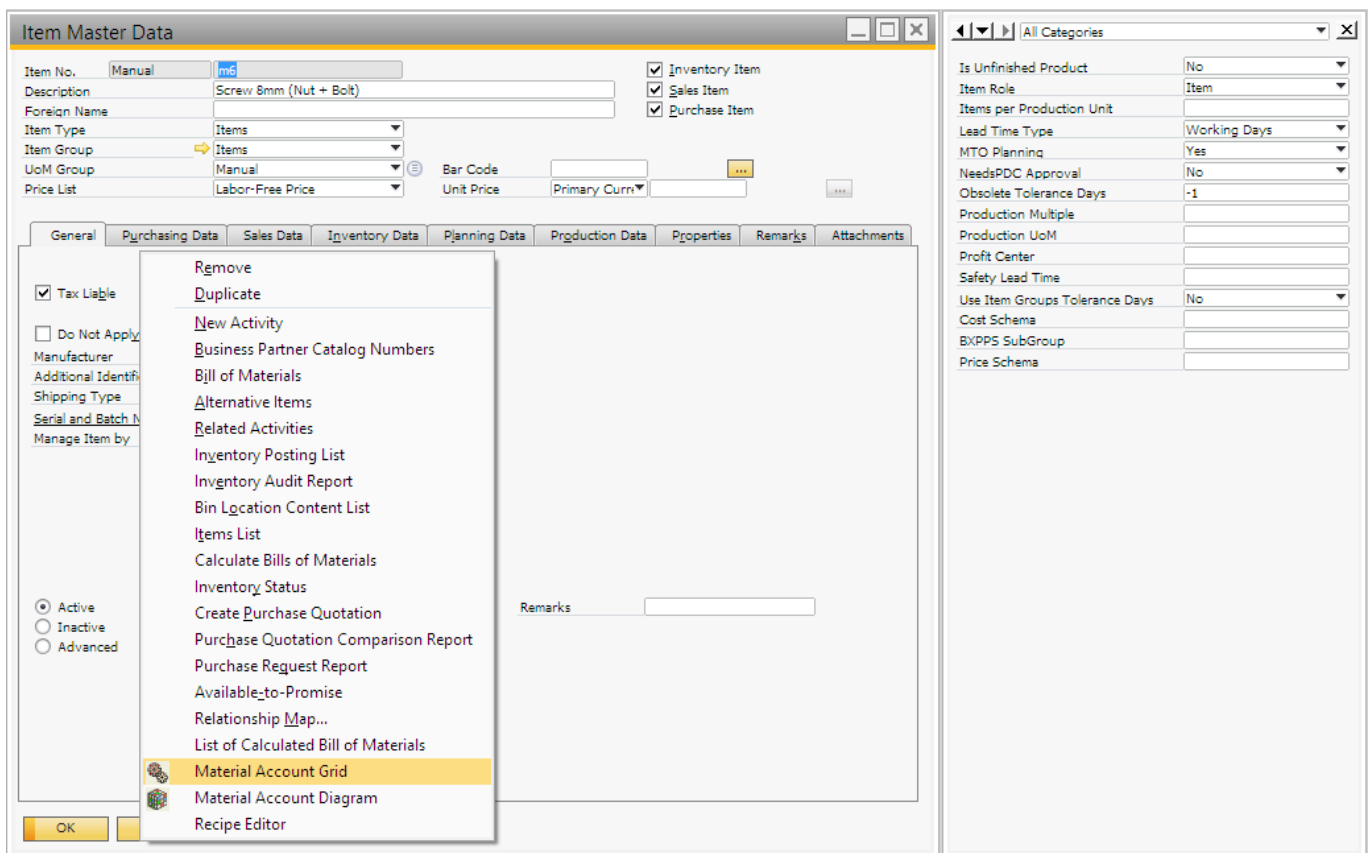 Item Master Data
Item No. Manual m6
Description Screw 8mm (Nut + Bolt)
Foreign Name
Item Type Items
Item Group Items
UoM Group Manual Bar Code ...
Price List Labor-Free Price Unit Price Primary Curre ...
Inventory Item
Sales Item
Purchase Item
General Purchasing Data Sales Data Inventory Data Planning Data Production Data Properties Remarks Attachments
Tax Liable
Do Not Apply
Manufacturer
Additional Identifi
Shipping Type
Serial and Batch N
Manage Item by
Active
Inactive
Advanced
Remarks
OK
Remove
Duplicate
New Activity
Business Partner Catalog Numbers
Bill of Materials
Alternative Items
Related Activities
Inventory Posting List
Inventory Audit Report
Bin Location Content List
Items List
Calculate Bills of Materials
Inventory Status
Create Purchase Quotation
Purchase Quotation Comparison Report
Purchase Request Report
Available-to-Promise
Relationship Map...
List of Calculated Bill of Materials
Material Account Grid
Material Account Diagram
Recipe Editor
All Categories
Is Unfinished Product No
Item Role Item
Items per Production Unit
Lead Time Type Working Days
MTO Planning Yes
NeedsPDC Approval No
Obsolete Tolerance Days -1
Production Multiple
Production UoM
Profit Center
Safety Lead Time
Use Item Groups Tolerance Days No
Cost Schema
BXPPS SubGroup
Price Schema